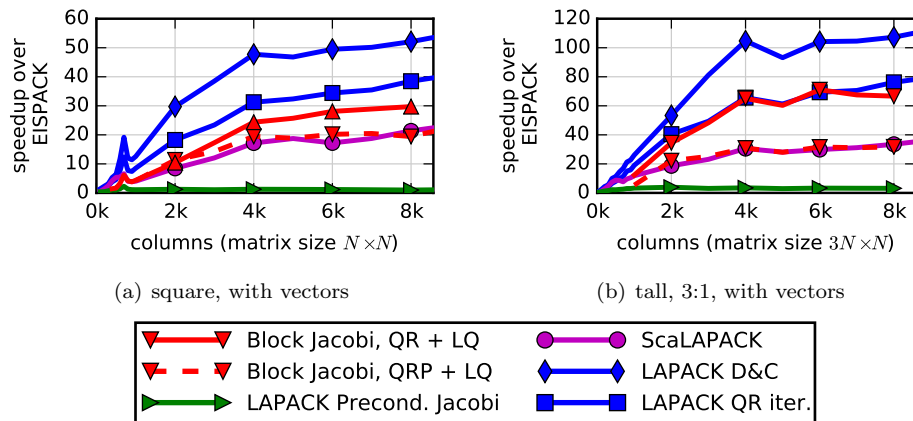 speedup over
EISPACK
60
50
40
30
20
10
0
0k 2k 4k 6k 8k
columns (matrix size N×N)
(a) square, with vectors
speedup over
EISPACK
120
100
80
60
40
20
0
0k 2k 4k 6k 8k
columns (matrix size 3N×N)
(b) tall, 3:1, with vectors
Block Jacobi, QR + LQ
Block Jacobi, QRP + LQ
LAPACK Precond. Jacobi
ScaLAPACK
LAPACK D&C
LAPACK QR iter.